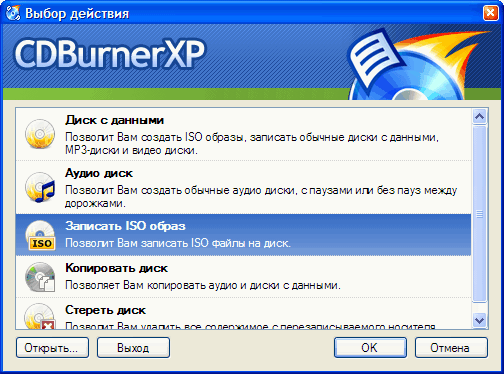 Выбор действия
CDBurnerXP
Диск с данными
Позволит Вам создать ISO образы, записать обычные диски с данными,
MP3-диски и видео диски.
Аудио диск
Позволит Вам создать обычные аудио диски, с паузами или без пауз между
дорожками.
Записать ISO образ
ISO
Позволит Вам записать ISO файлы на диск.
Копировать диск
Позволяет Вам копировать аудио и диски с данными.
Стереть диск
Позволит Вам удалить все содержимое с перезаписываемого носителя.
Открыть...
Выход
OK
Отмена